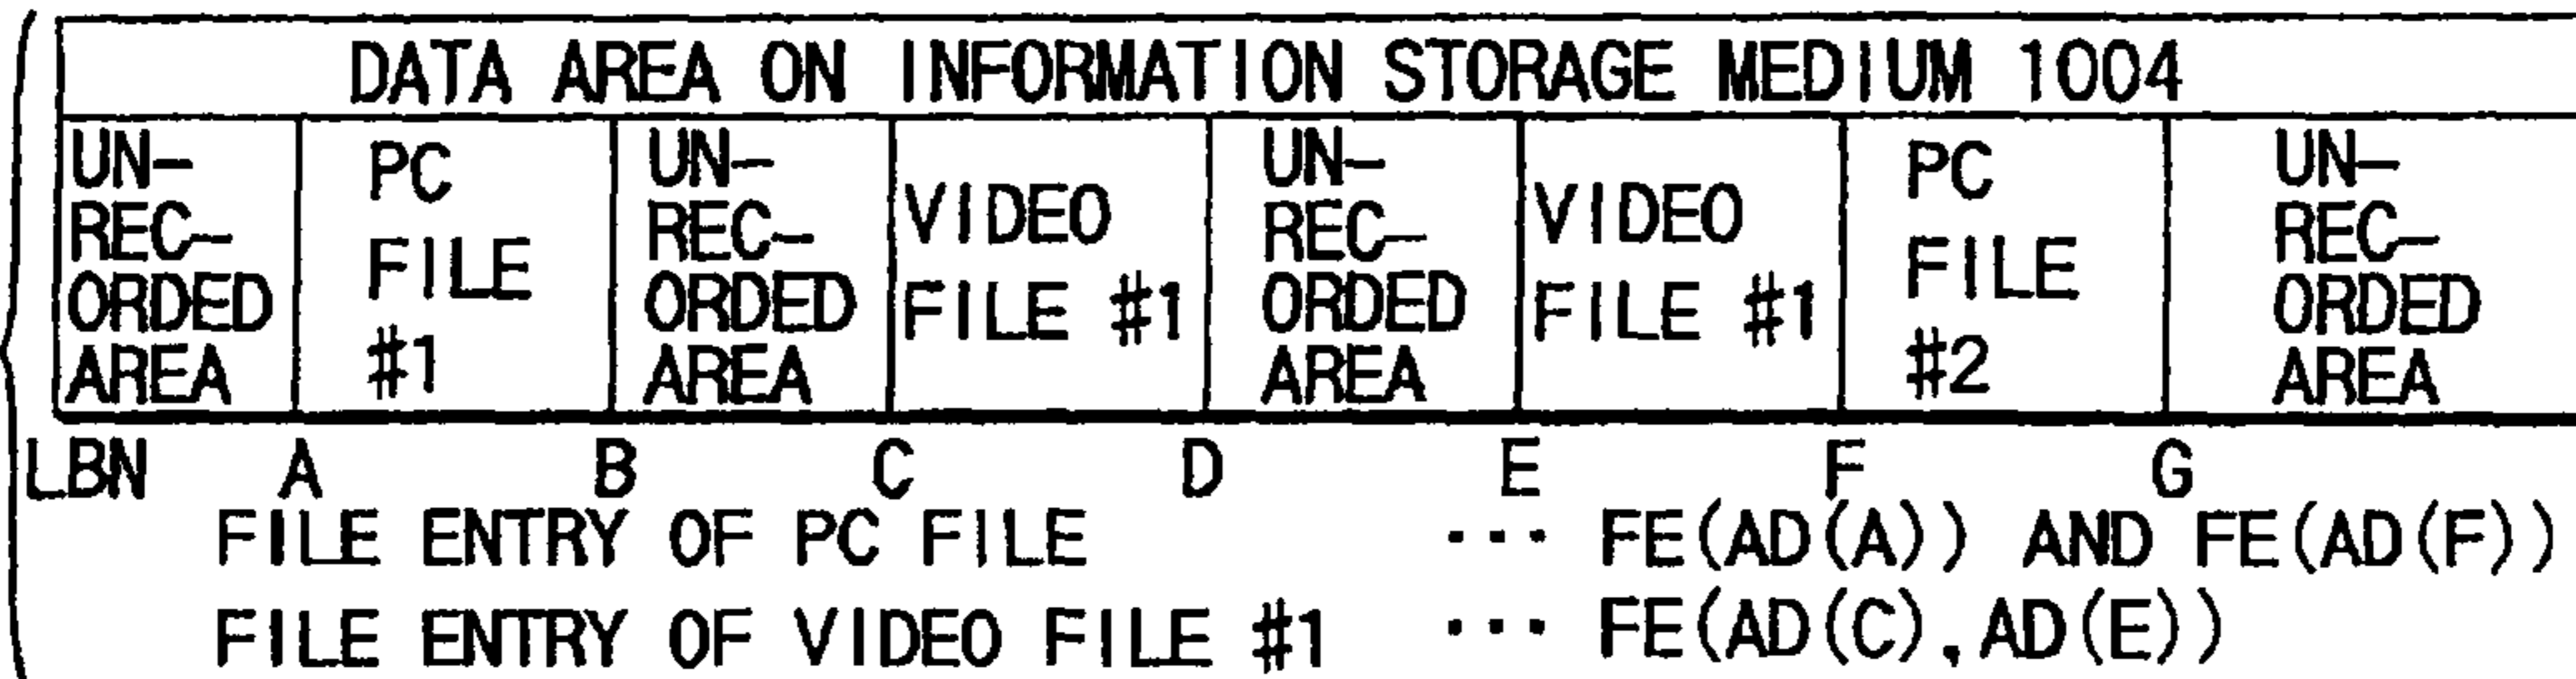 DATA AREA ON INFORMATION STORAGE MEDIUM 1004
UN-
REC-
ORDED
AREA
PC
FILE
#1
UN-
REC-
ORDED
AREA
VIDEO
FILE #1
UN-
REC-
ORDED
AREA
VIDEO
FILE #1
PC
FILE
#2
UN-
REC-
ORDED
AREA
LBN A B C D E F G
FILE ENTRY OF PC FILE ··· FE(AD(A)) AND FE(AD(F))
FILE ENTRY OF VIDEO FILE #1 ··· FE(AD(C),AD(E))